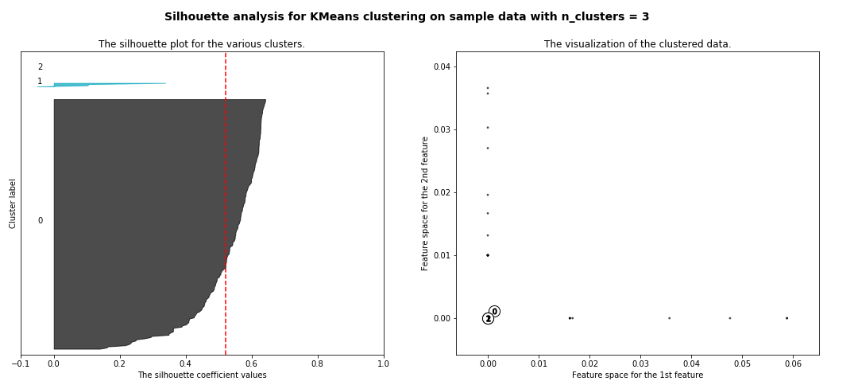 Silhouette analysis for KMeans clustering on sample data with n_clusters = 3
The silhouette plot for the various clusters.
2
1
0
Cluster label
−0.1 0.0 0.2 0.4 0.6 0.8 1.0
The silhouette coefficient values
The visualization of the clustered data.
0.04
0.03
0.02
0.01
0.00
Feature space for the 2nd feature
0
0.00 0.01 0.02 0.03 0.04 0.05 0.06
Feature space for the 1st feature